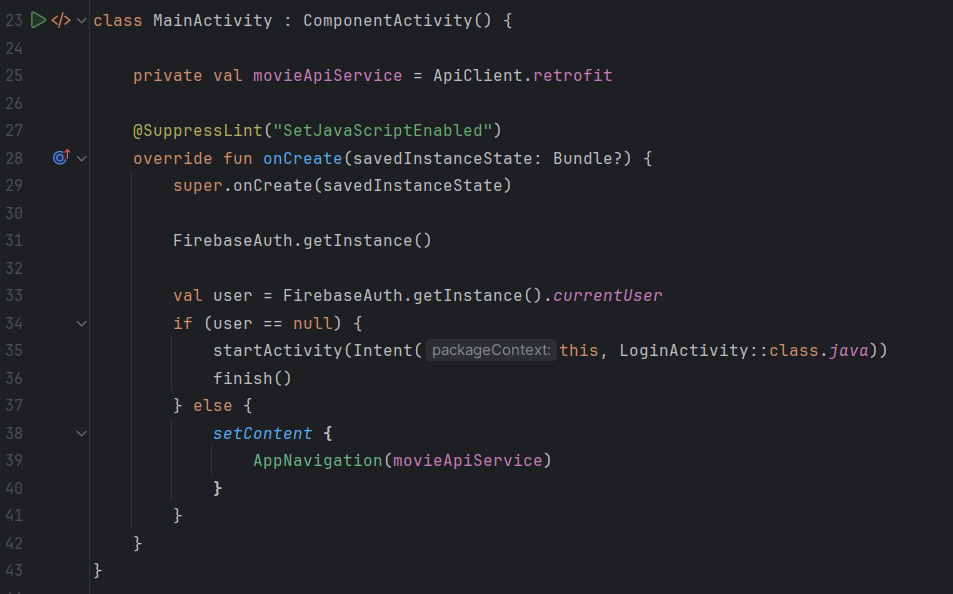 23 </> class MainActivity : ComponentActivity() {
24
25 private val movieApiService = ApiClient.retrofit
26
27 @SuppressLint("SetJavaScriptEnabled")
28 override fun onCreate(savedInstanceState: Bundle?) {
29 super.onCreate(savedInstanceState)
30
31 FirebaseAuth.getInstance()
32
33 val user = FirebaseAuth.getInstance().currentUser
34 if (user == null) {
35 startActivity(Intent( packageContext: this, LoginActivity::class.java))
36 finish()
37 } else {
38 setContent {
39 AppNavigation(movieApiService)
40 }
41 }
42 }
43 }